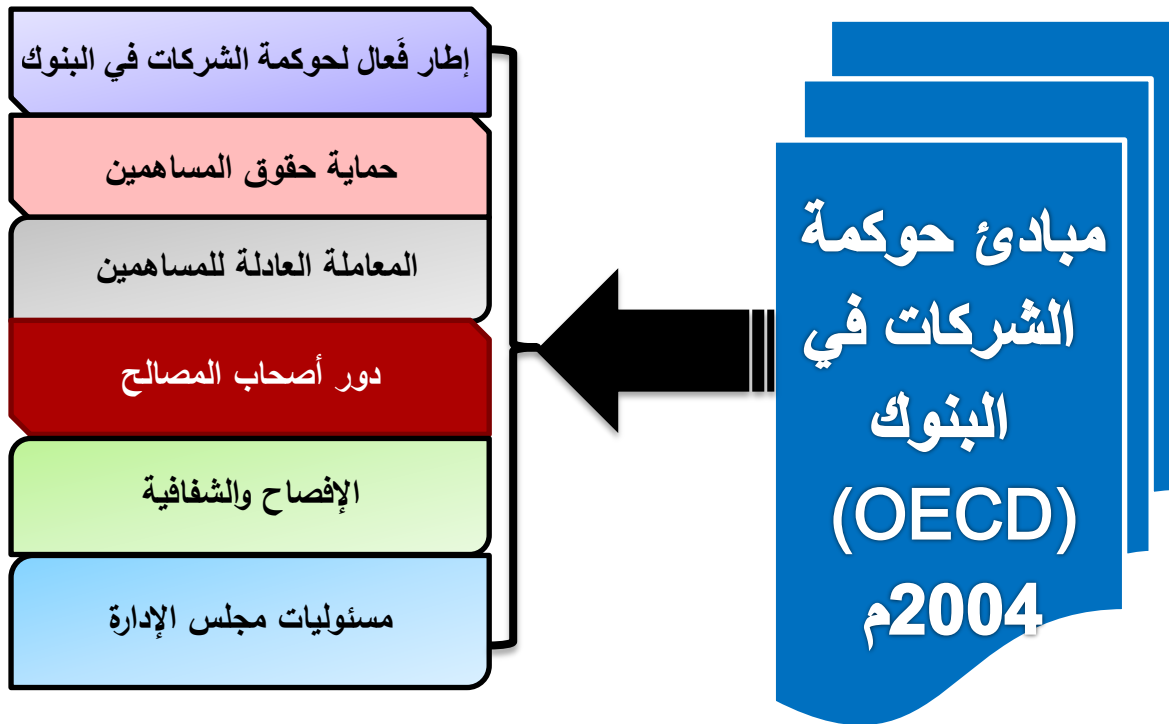 مبادئ حوكمة
الشركات في
البنوك
(OECD)
2004م
إطار فَعال لحوكمة الشركات في البنوك
حماية حقوق المساهمين
المعاملة العادلة للمساهمين
دور أصحاب المصالح
الإفصاح والشفافية
مسئوليات مجلس الإدارة